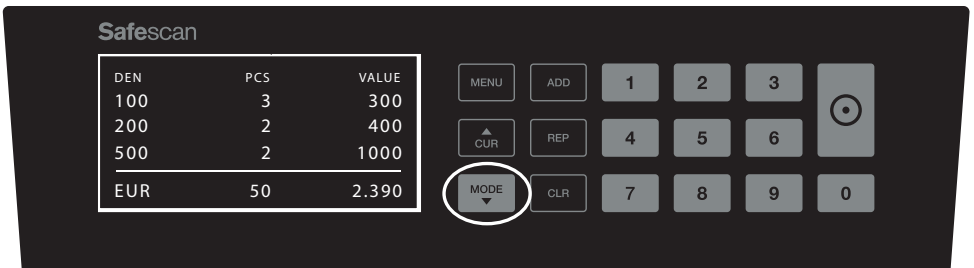 Safescan
DEN PCS VALUE
100 3 300
200 2 400
500 2 1000
EUR 50 2.390
MENU ADD 1 2 3
CUR REP 4 5 6
MODE CLR 7 8 9 0